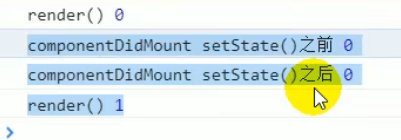 render() 0
componentDidMount setState()之前 0
componentDidMount setState()之后 0
render() 1
>